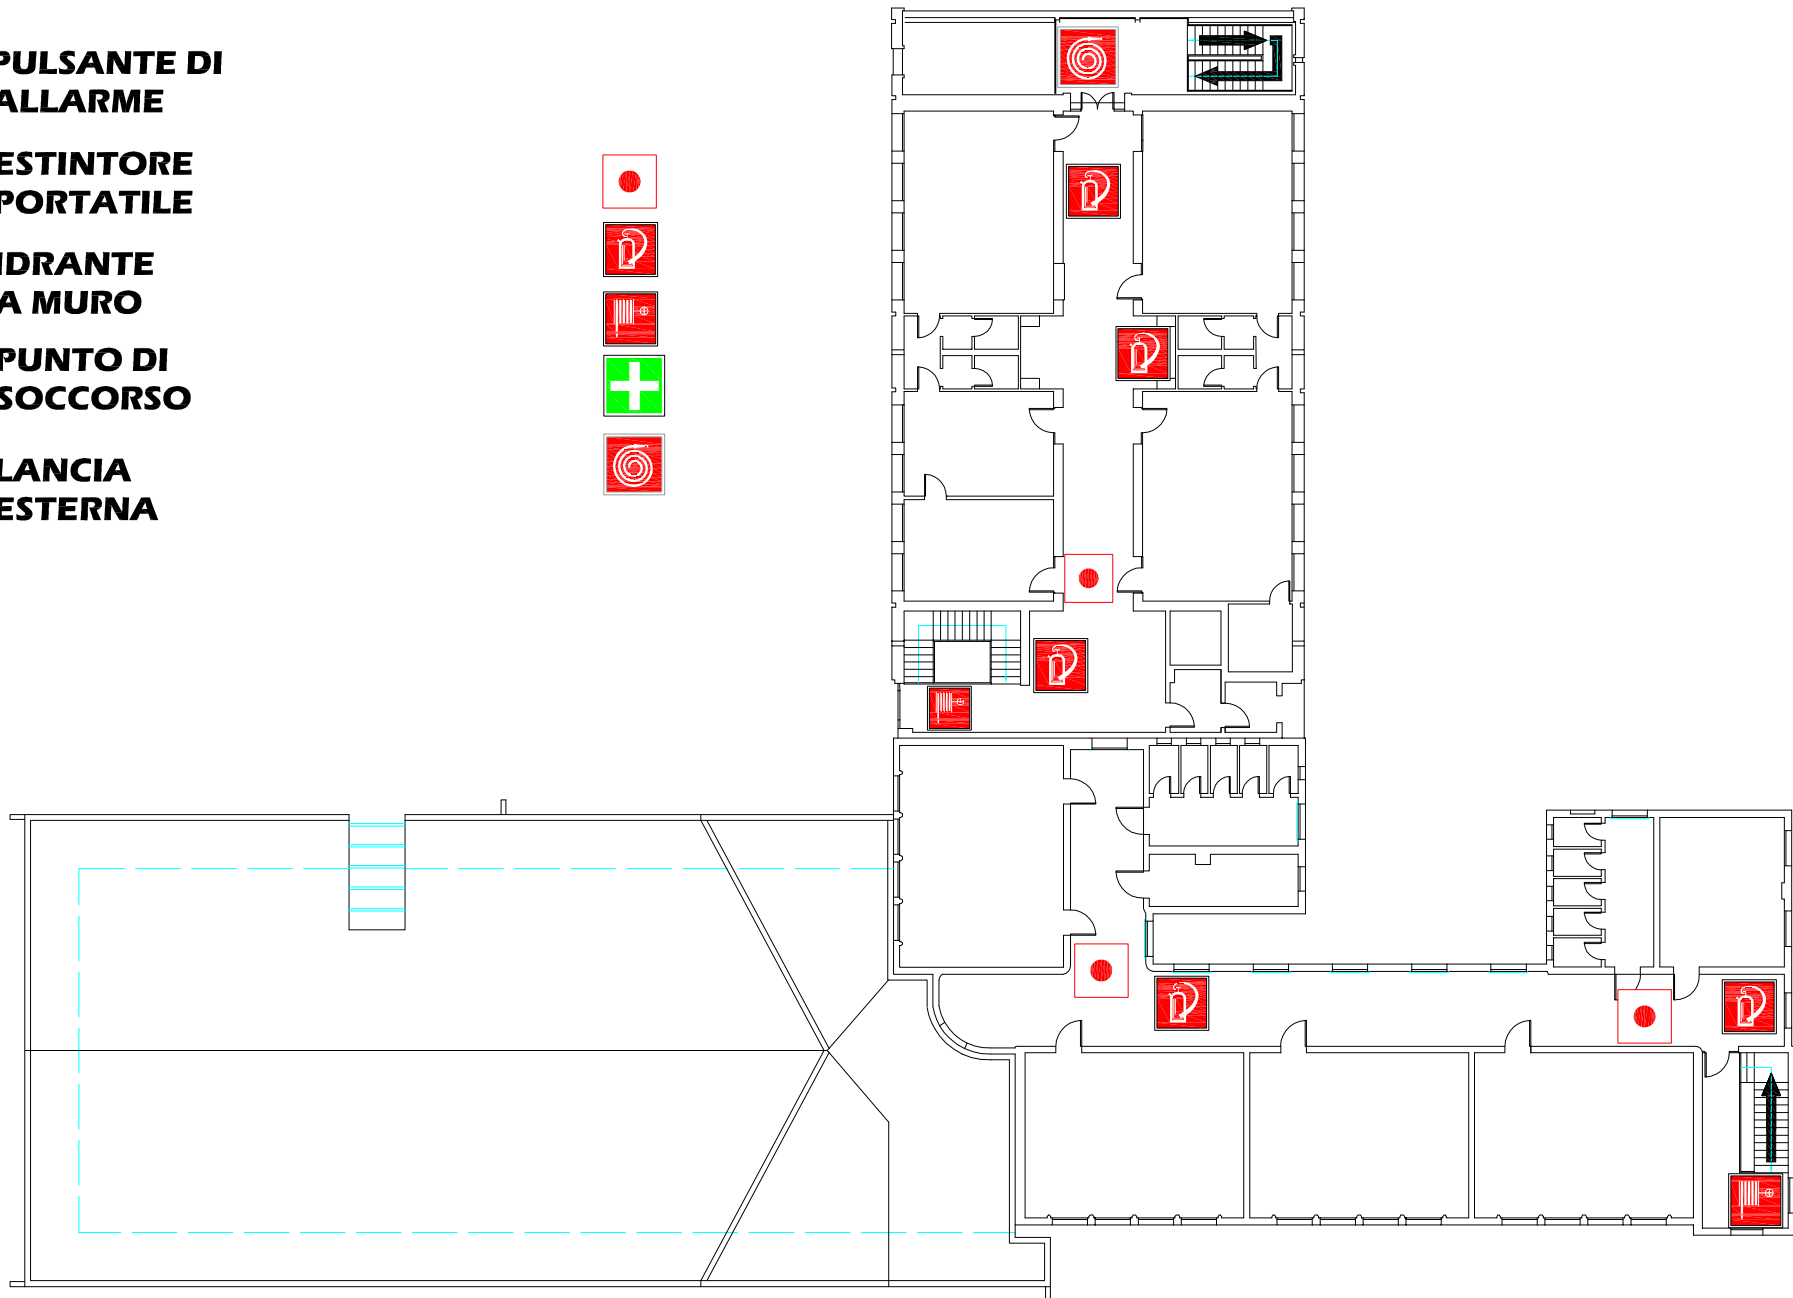 PULSANTE DI
ALLARME
ESTINTORE
PORTATILE
IDRANTE
A MURO
PUNTO DI
SOCCORSO
LANCIA
ESTERNA